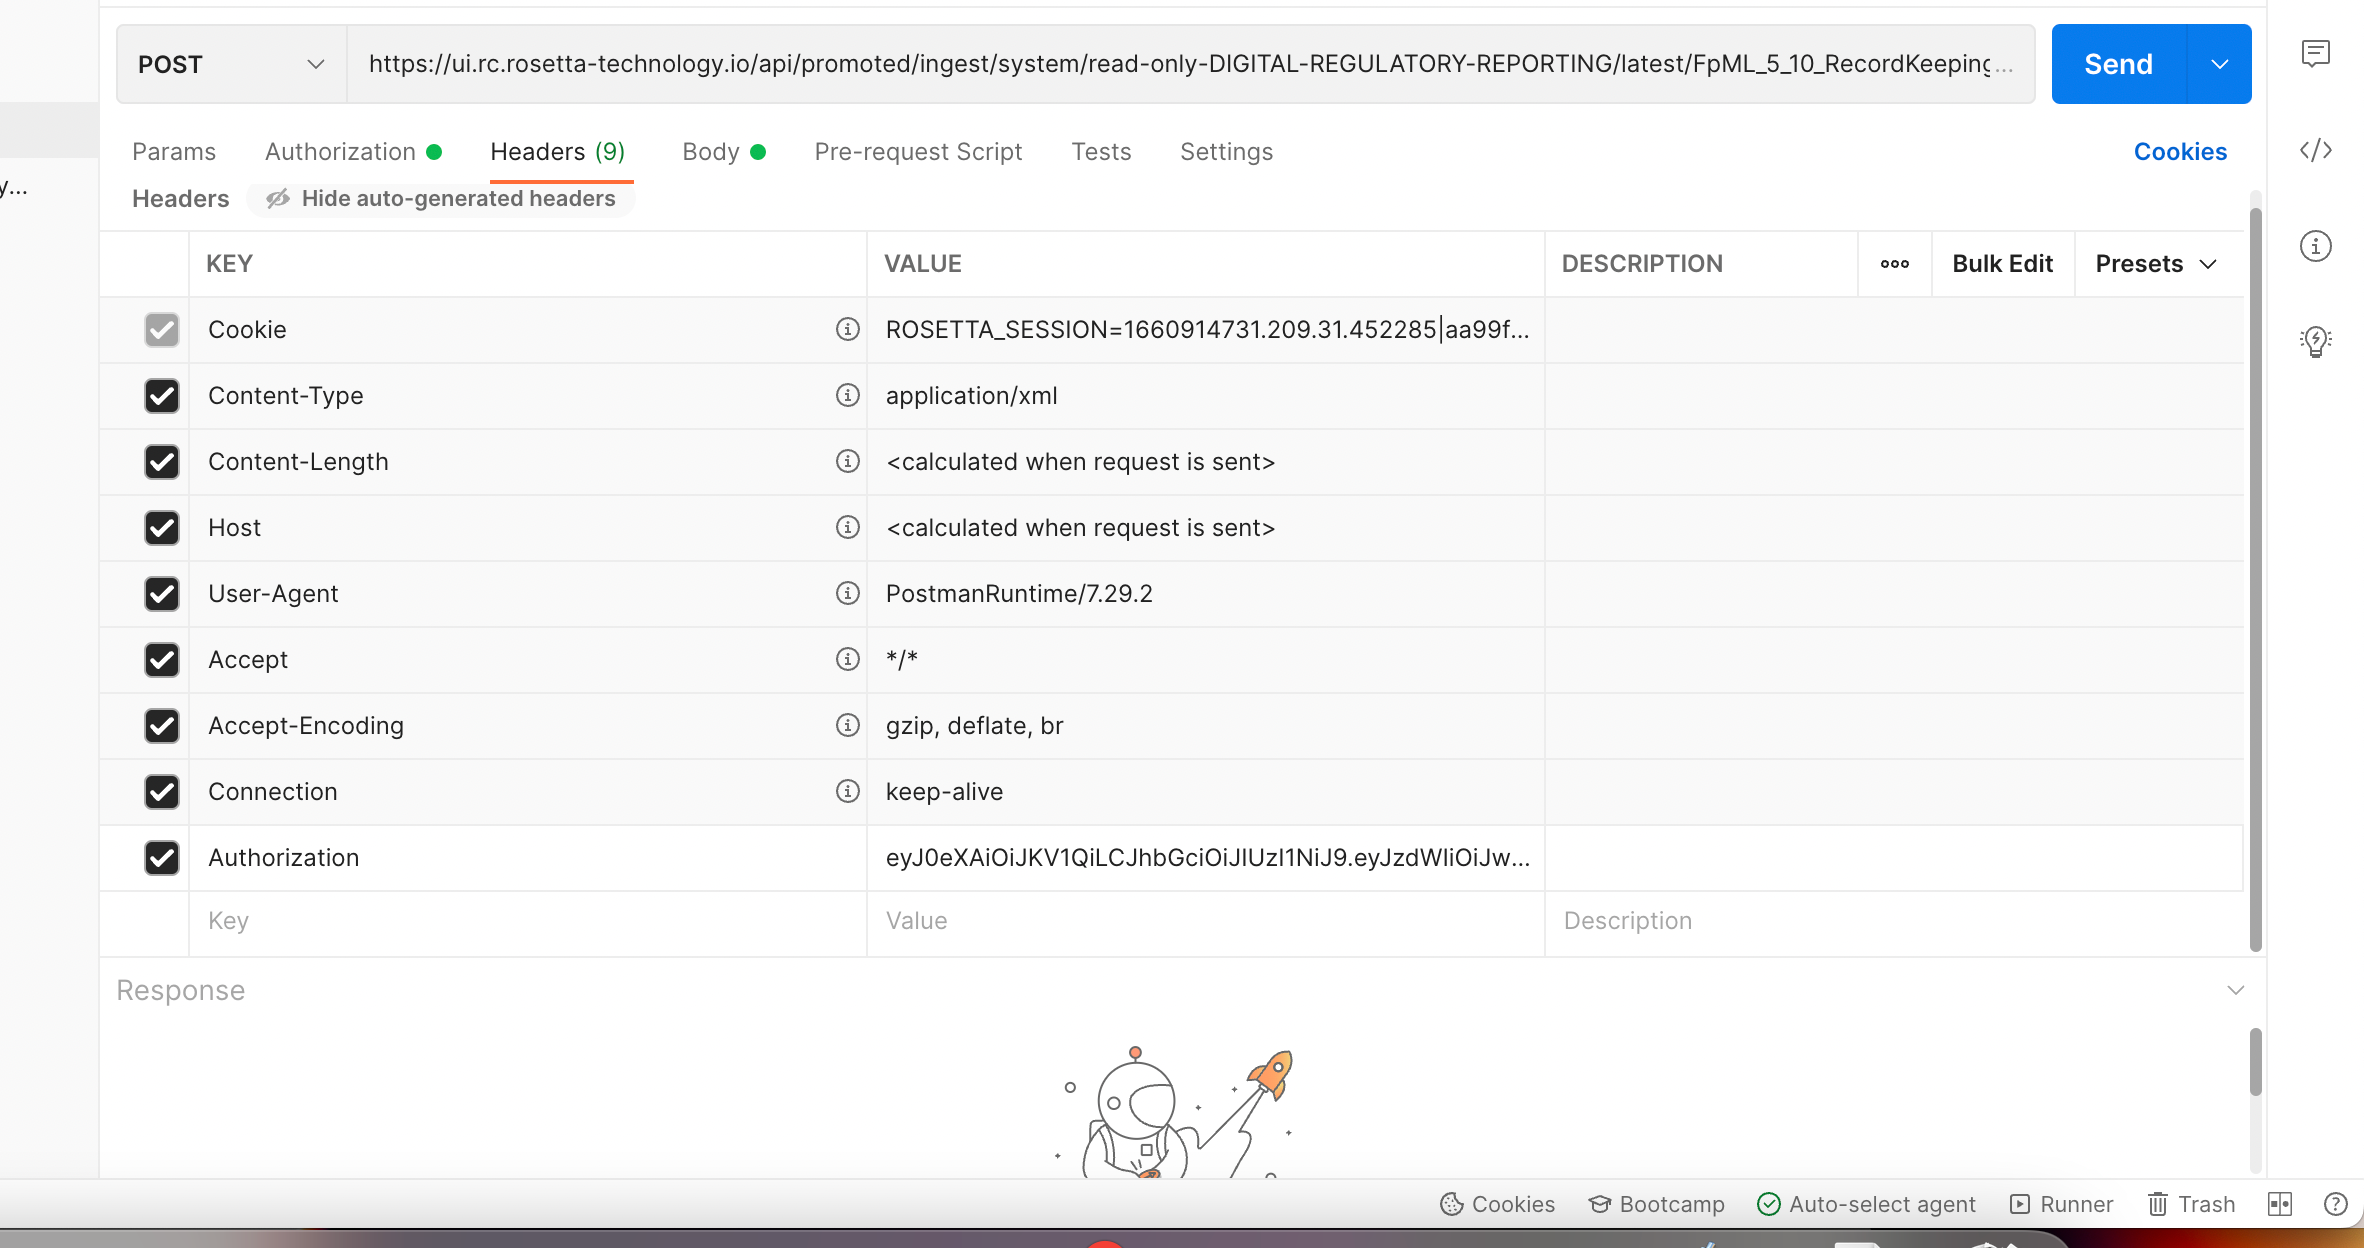 POST
https://ui.rc.rosetta-technology.io/api/promoted/ingest/system/read-only-DIGITAL-REGULATORY-REPORTING/latest/FpML_5_10_RecordKeeping...
Send
Params Authorization Headers (9) Body Pre-request Script Tests Settings Cookies
y...
Headers Hide auto-generated headers
KEY VALUE DESCRIPTION ooo Bulk Edit Presets
Cookie ROSETTA_SESSION=1660914731.209.31.452285|aa99f...
Content-Type application/xml
Content-Length <calculated when request is sent>
Host <calculated when request is sent>
User-Agent PostmanRuntime/7.29.2
Accept */*
Accept-Encoding gzip, deflate, br
Connection keep-alive
Authorization eyJ0eXAiOiJKV1QiLCJhbGciOiJIUzI1NiJ9.eyJzdWIiOiJw...
Key Value Description
Response
Cookies Bootcamp Auto-select agent Runner Trash